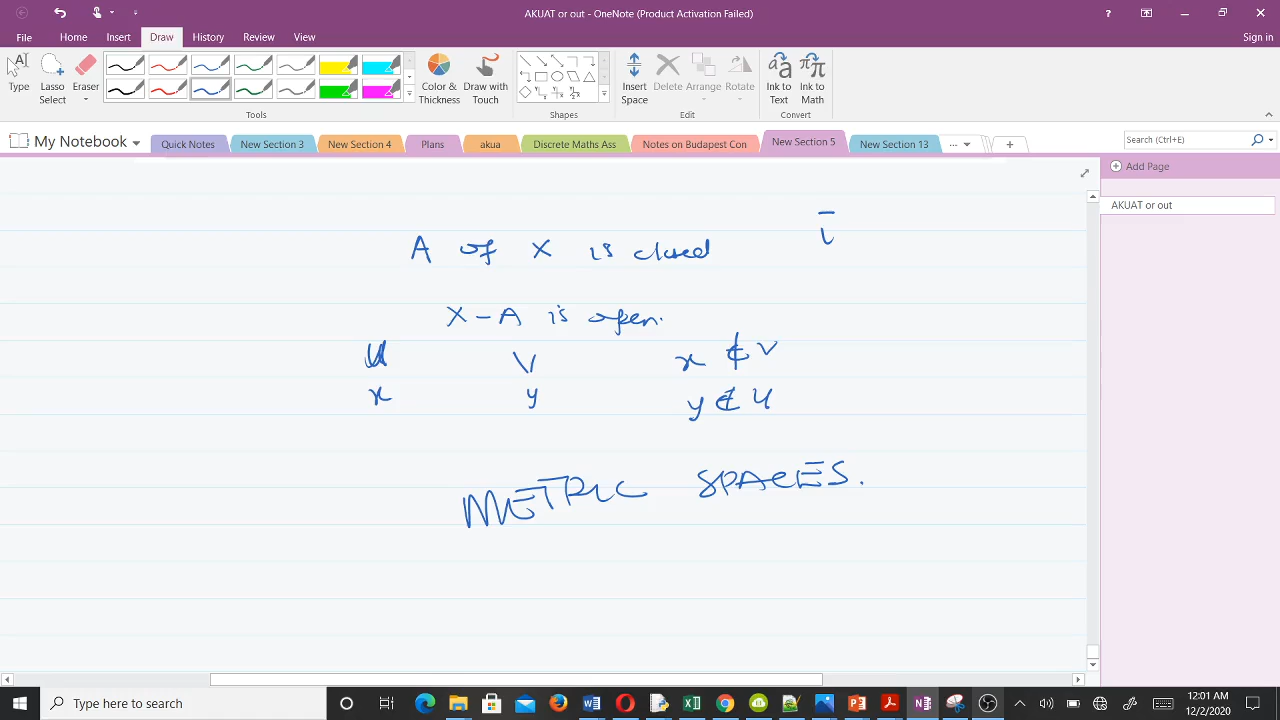 AKUAT or out - OneNote (Product Activation Failed)
Sign in
File Home Insert Draw History Review View
Type
Lasso Select
Eraser
Color & Thickness
Draw with Touch
Insert Space
Delete Arrange Rotate
Ink to Text
Ink to Math
Tools Shapes Edit Convert
My Notebook Quick Notes New Section 3 New Section 4 Plans akua Discrete Maths Ass Notes on Budapest Con New Section 5 New Section 13 ... Search (Ctrl+E)
Add Page
AKUAT or out
A of X is closed
X - A is open.
U V x ∉ V
x y y ∉ U
METRIC SPACES.
Type here to search
12:01 AM
12/2/2020